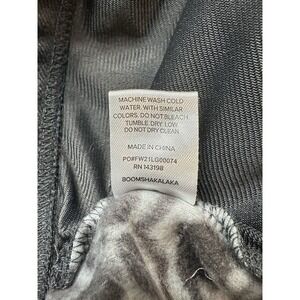 MACHINE WASH COLD
WATER. WITH SIMILAR
COLORS. DO NOT BLEACH.
TUMBLE DRY. LOW
DO NOT DRY CLEAN
MADE IN CHINA
PO#FW21LG00074
RN 143198
BOOMSHAKALAKA